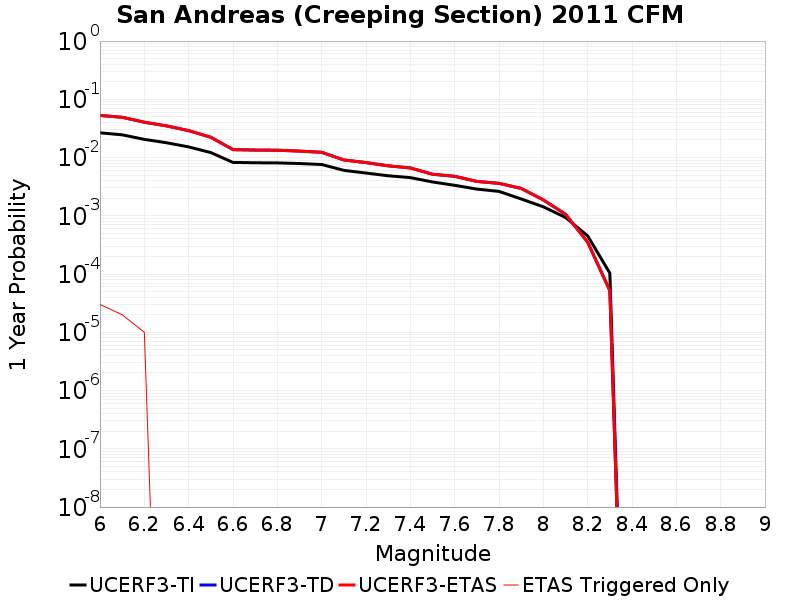 San Andreas (Creeping Section) 2011 CFM
1 Year Probability
10^0
10^-1
10^-2
10^-3
10^-4
10^-5
10^-6
10^-7
10^-8
6 6.2 6.4 6.6 6.8 7 7.2 7.4 7.6 7.8 8 8.2 8.4 8.6 8.8 9
Magnitude
UCERF3-TI UCERF3-TD UCERF3-ETAS ETAS Triggered Only